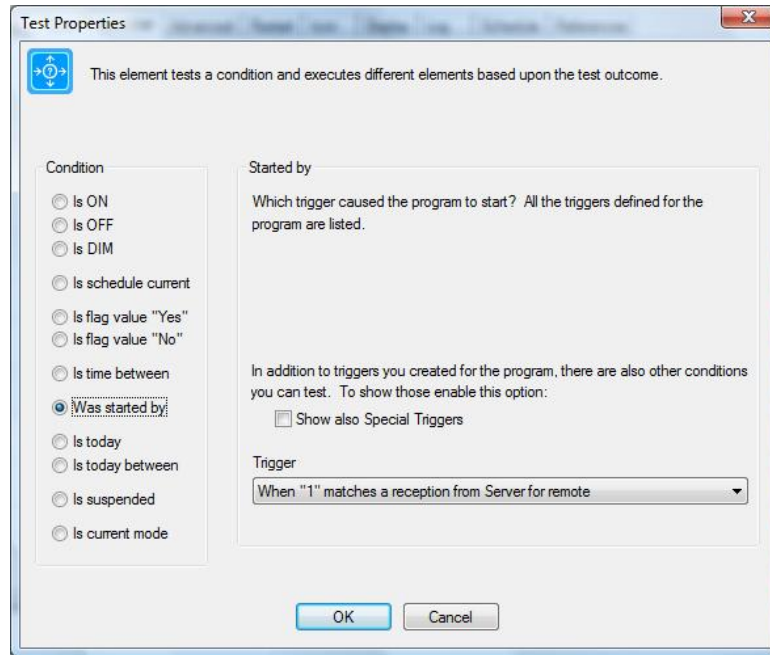 Test Properties
This element tests a condition and executes different elements based upon the test outcome.
Condition
Is ON
Is OFF
Is DIM
Is schedule current
Is flag value "Yes"
Is flag value "No"
Is time between
Was started by
Is today
Is today between
Is suspended
Is current mode
Started by
Which trigger caused the program to start? All the triggers defined for the
program are listed.
In addition to triggers you created for the program, there are also other conditions
you can test. To show those enable this option:
Show also Special Triggers
Trigger
When "1" matches a reception from Server for remote
OK
Cancel